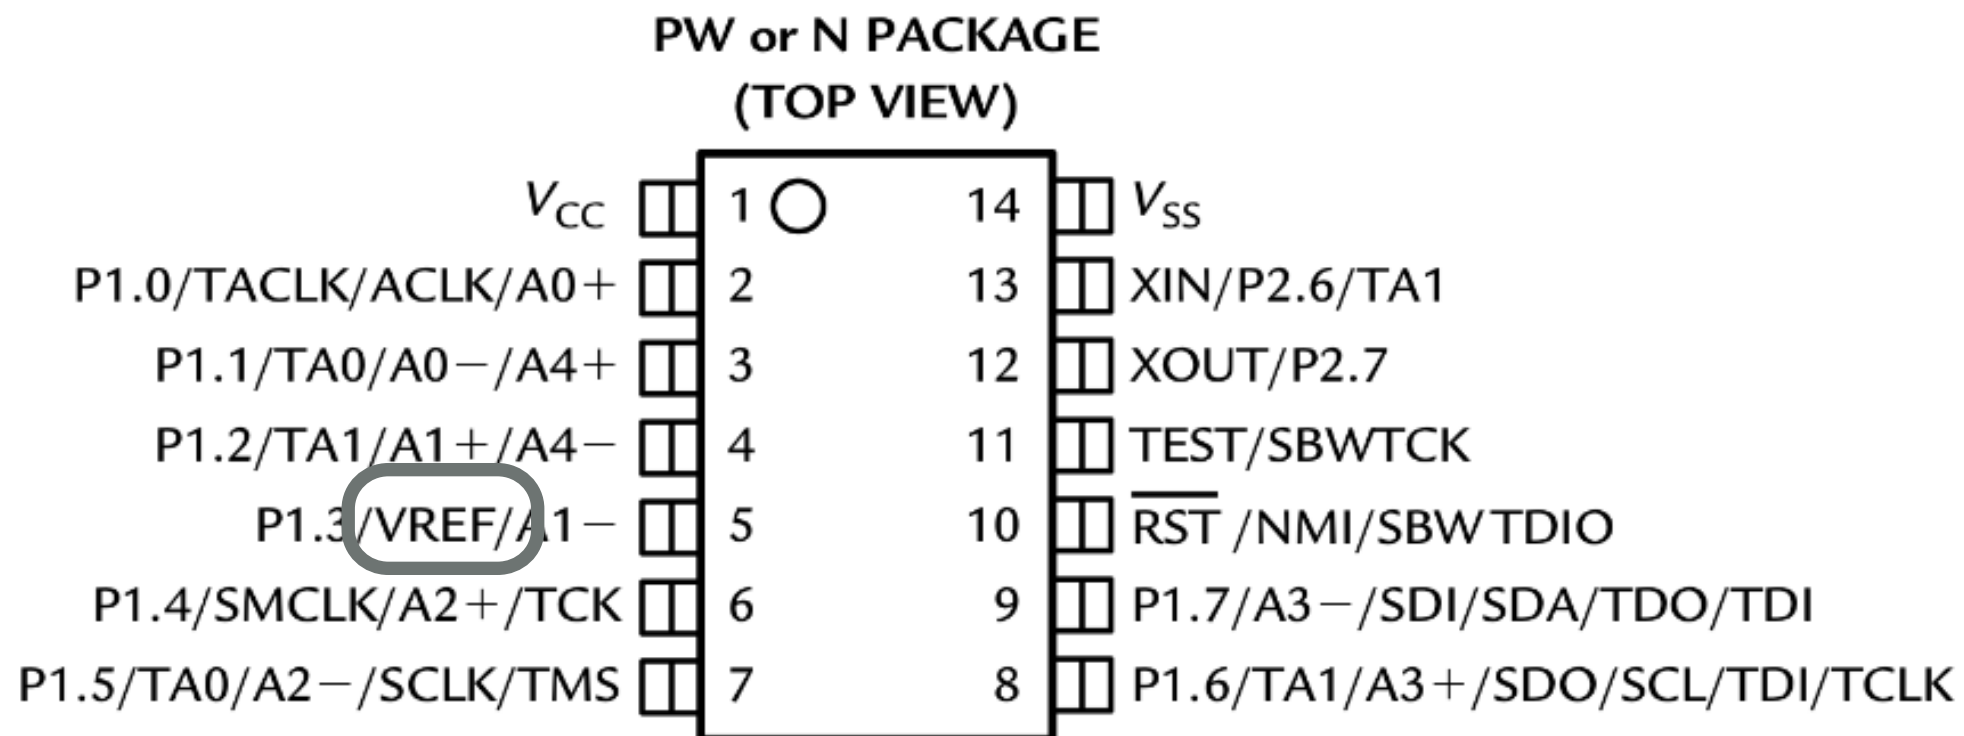 PW or N PACKAGE
(TOP VIEW)
VCC 1 14 VSS
P1.0/TACLK/ACLK/A0+ 2 13 XIN/P2.6/TA1
P1.1/TA0/A0−/A4+ 3 12 XOUT/P2.7
P1.2/TA1/A1+/A4− 4 11 TEST/SBWTCK
P1.3/VREF/A1− 5 10 RST/NMI/SBWTDIO
P1.4/SMCLK/A2+/TCK 6 9 P1.7/A3−/SDI/SDA/TDO/TDI
P1.5/TA0/A2−/SCLK/TMS 7 8 P1.6/TA1/A3+/SDO/SCL/TDI/TCLK